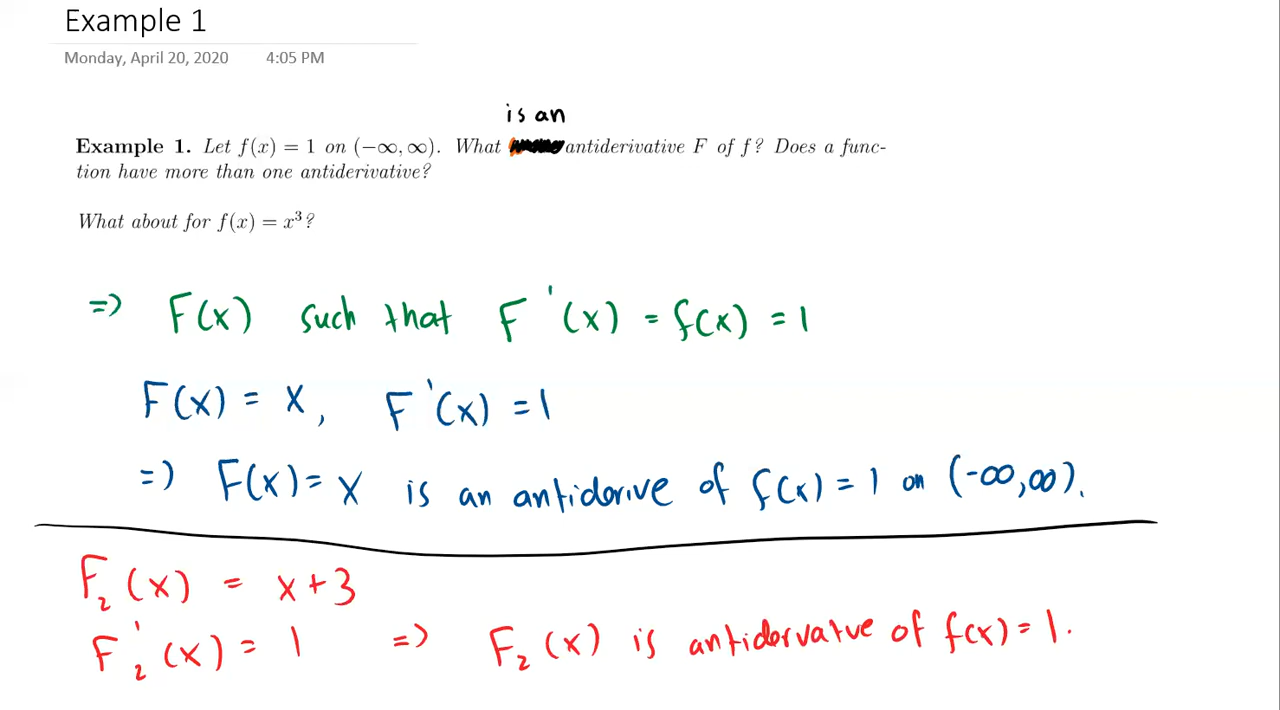 Example 1
Monday, April 20, 2020 4:05 PM
is an
Example 1. Let f(x) = 1 on (−∞, ∞). What antiderivative F of f? Does a func-
tion have more than one antiderivative?
What about for f(x) = x³?
=> F(x) such that F'(x) = f(x) = 1
F(x) = x, F'(x) = 1
=> F(x) = x is an antiderive of f(x) = 1 on (-∞,∞).
F₂(x) = x+3
F₂'(x) = 1 => F₂(x) is antidervatve of f(x) = 1.